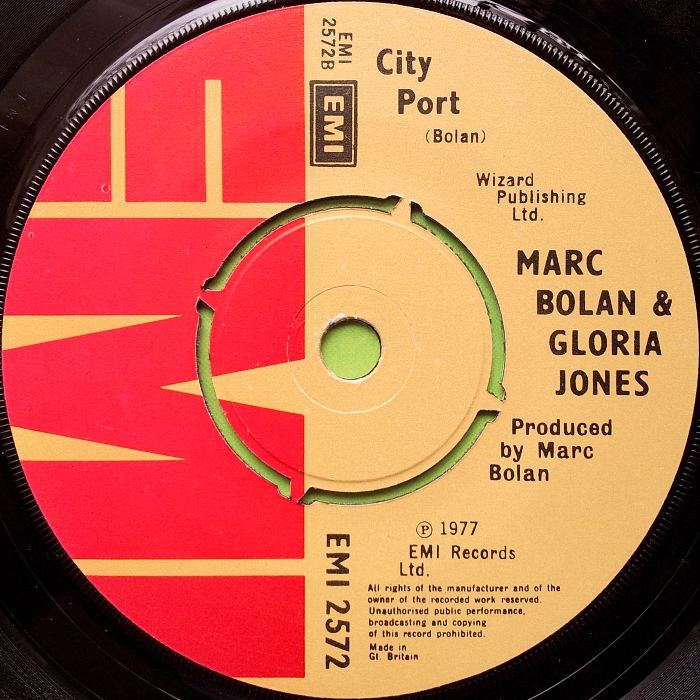 EMI
2572B
EMI
City
Port
(Bolan)
Wizard
Publishing
Ltd.
MARC
BOLAN &
GLORIA
JONES
Produced
by Marc
Bolan
Ⓟ 1977
EMI Records
Ltd.
All rights of the manufacturer and of the
owner of the recorded work reserved.
Unauthorised public performance,
broadcasting and copying
of this record prohibited.
Made in
Gt. Britain
EMI 2572
EMI